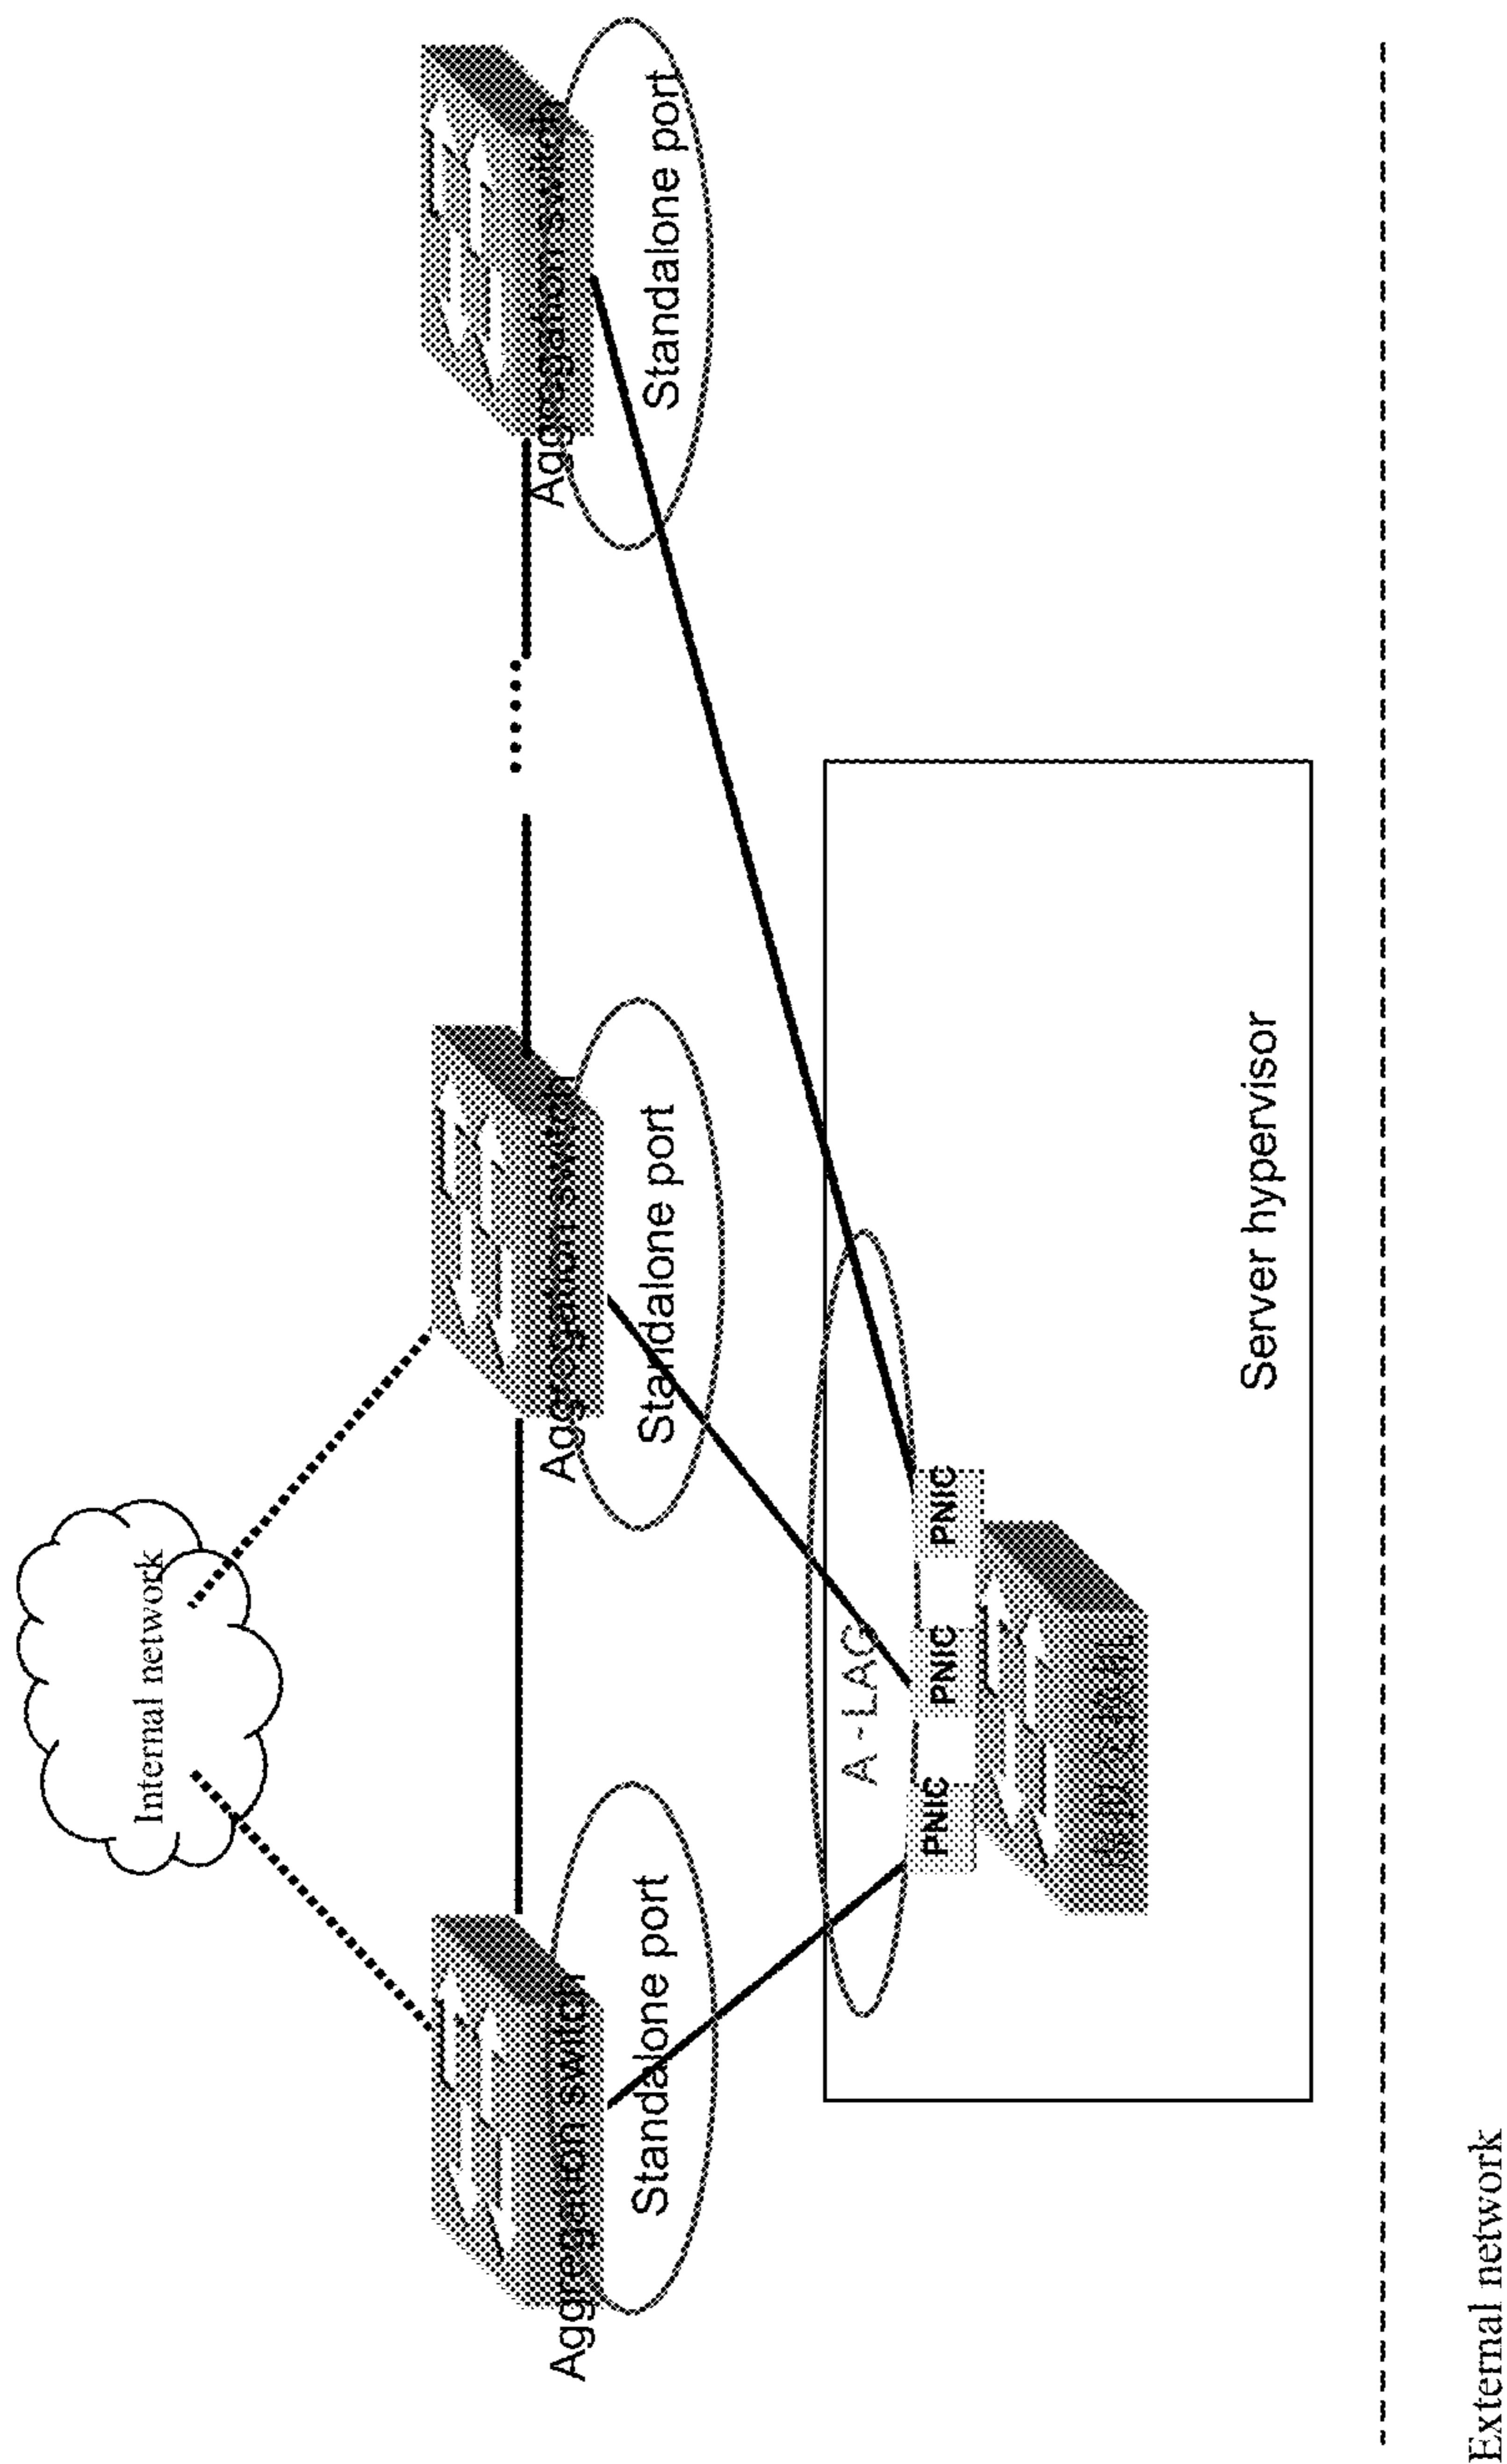 Internal network
Aggregation switch
Aggregation switch
Aggregation switch
Standalone port
Standalone port
Standalone port
A-LAG
PNIC
PNIC
PNIC
Server hypervisor
External network